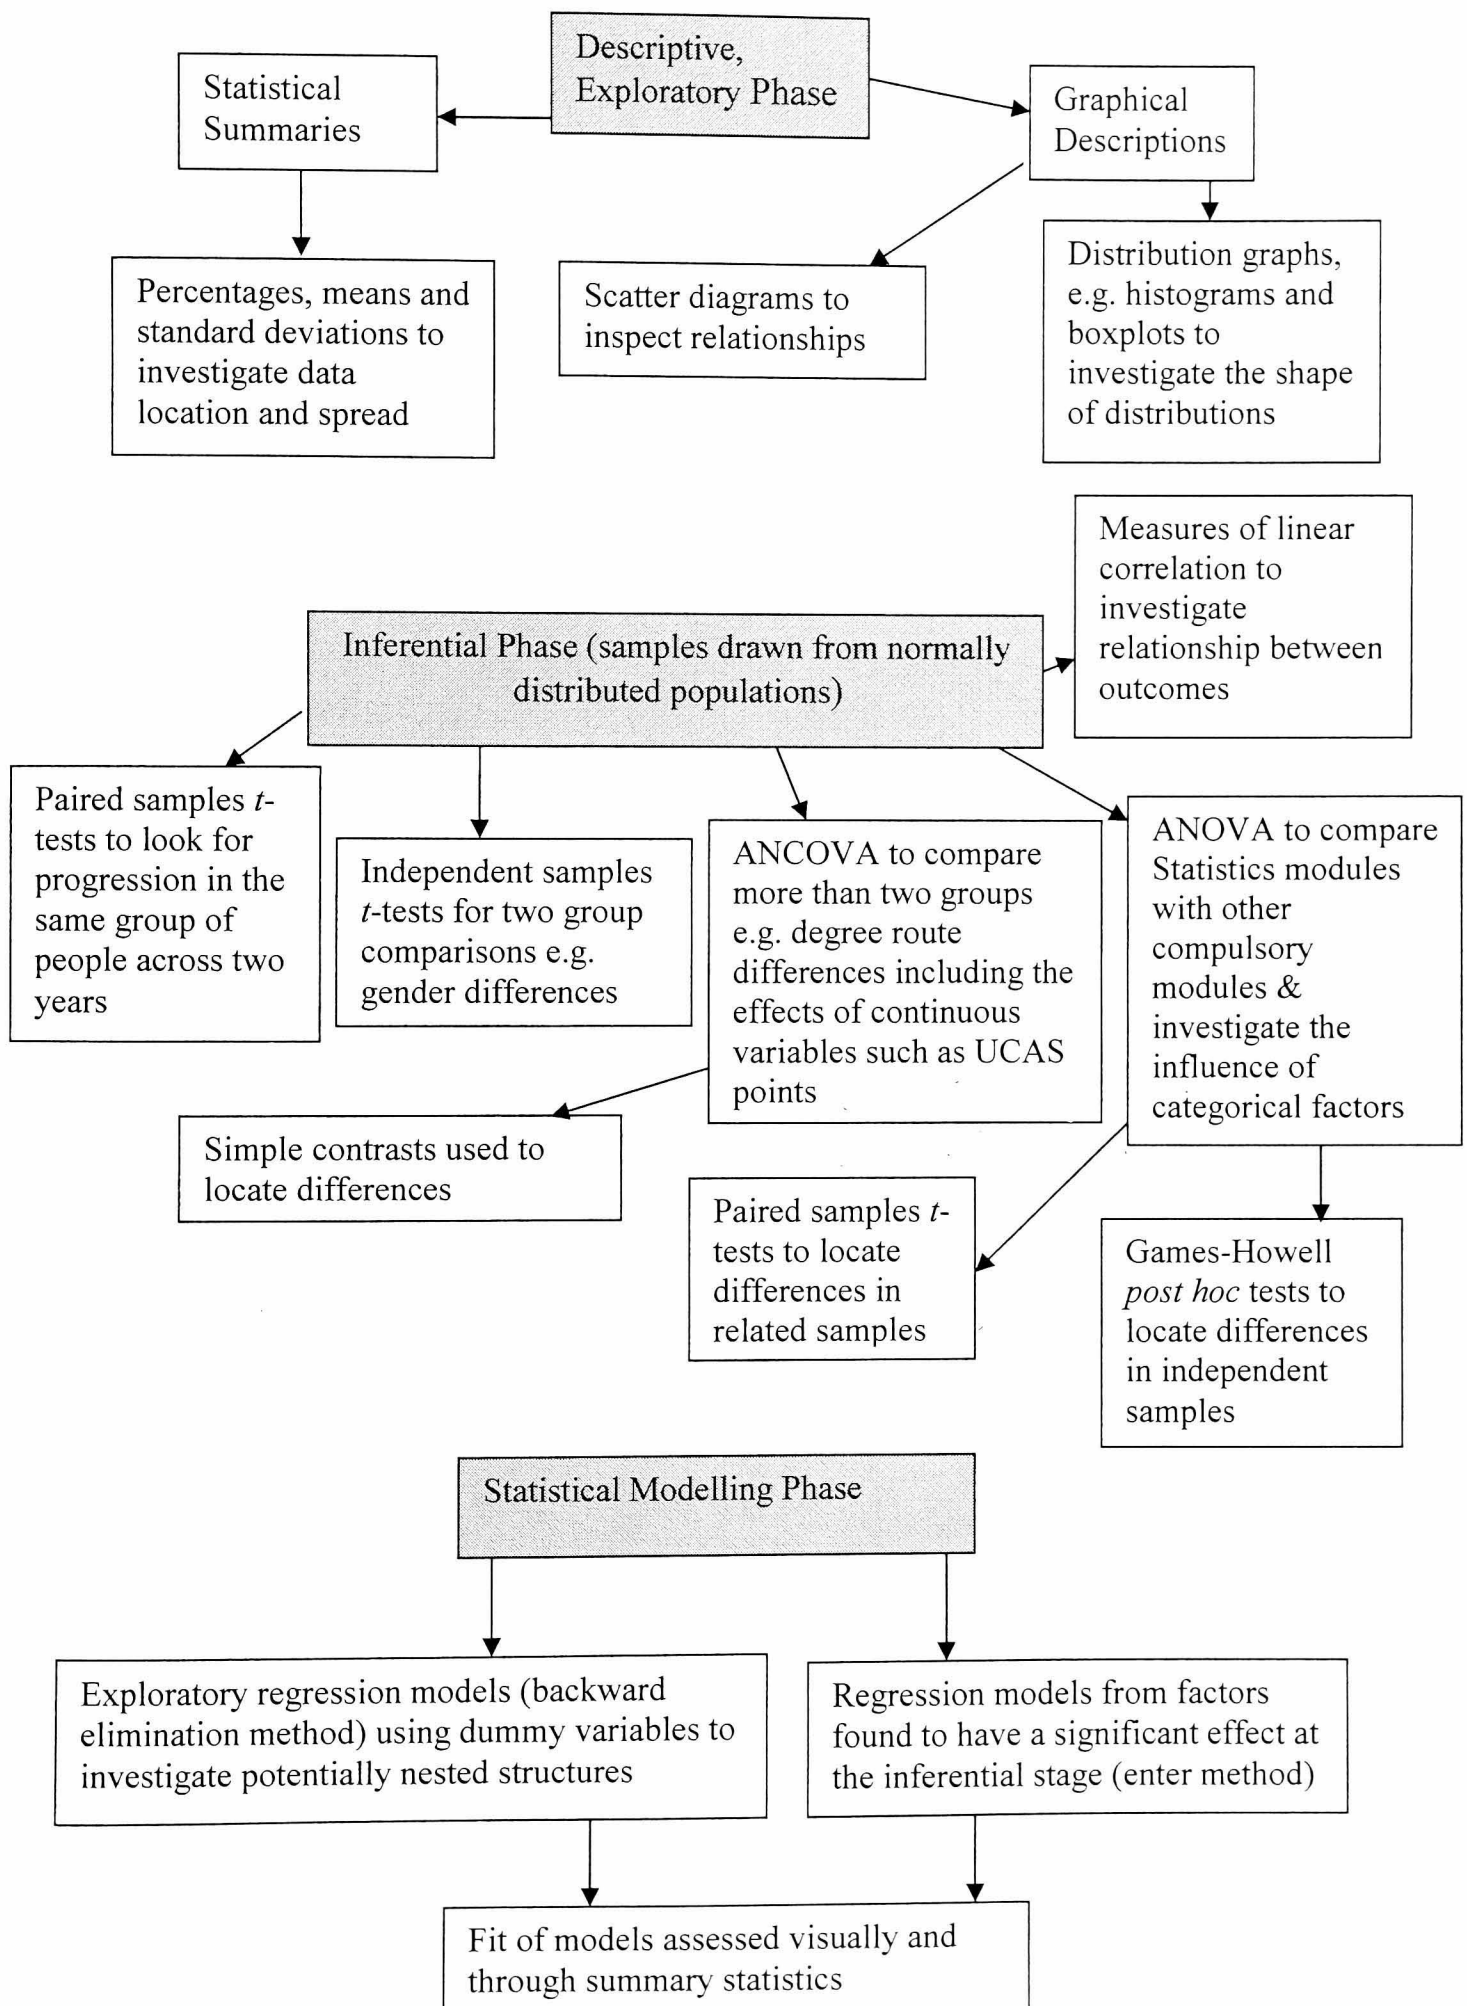 Descriptive,
Exploratory Phase
Statistical
Summaries
Graphical
Descriptions
Percentages, means and
standard deviations to
investigate data
location and spread
Scatter diagrams to
inspect relationships
Distribution graphs,
e.g. histograms and
boxplots to
investigate the shape
of distributions
Measures of linear
correlation to
investigate
relationship between
outcomes
Inferential Phase (samples drawn from normally
distributed populations)
Paired samples t-
tests to look for
progression in the
same group of
people across two
years
Independent samples
t-tests for two group
comparisons e.g.
gender differences
ANCOVA to compare
more than two groups
e.g. degree route
differences including the
effects of continuous
variables such as UCAS
points
ANOVA to compare
Statistics modules
with other
compulsory
modules &
investigate the
influence of
categorical factors
Simple contrasts used to
locate differences
Paired samples t-
tests to locate
differences in
related samples
Games-Howell
post hoc tests to
locate differences
in independent
samples
Statistical Modelling Phase
Exploratory regression models (backward
elimination method) using dummy variables to
investigate potentially nested structures
Regression models from factors
found to have a significant effect at
the inferential stage (enter method)
Fit of models assessed visually and
through summary statistics